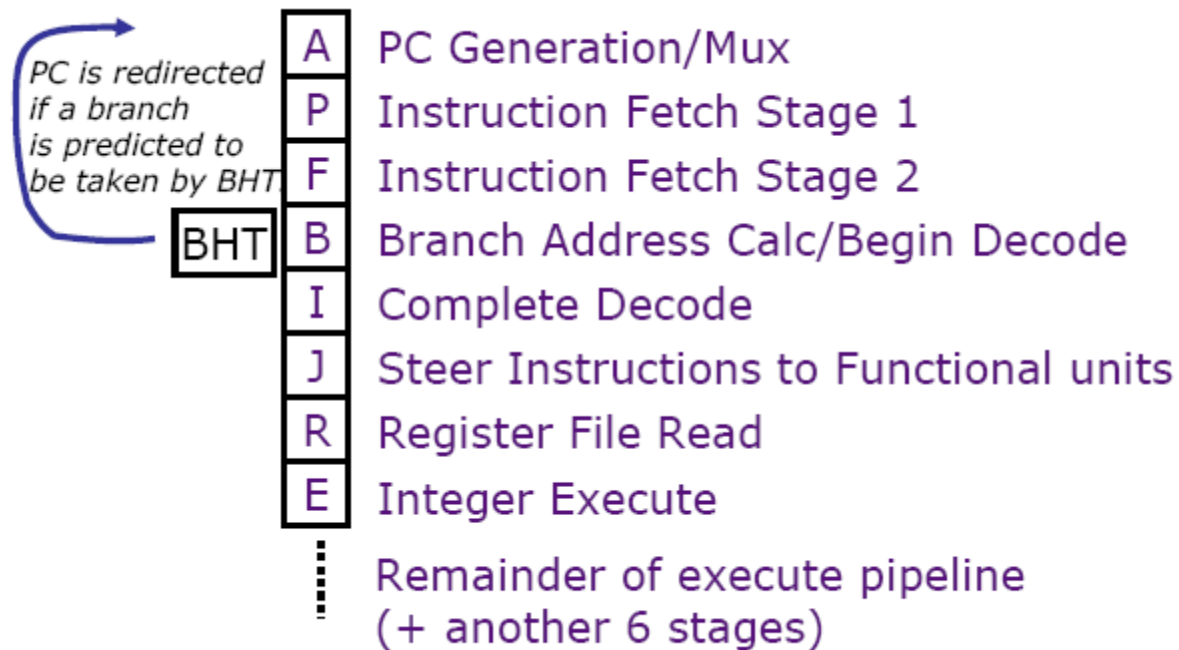 A PC Generation/Mux
PC is redirected
if a branch
is predicted to
be taken by BHT.
P Instruction Fetch Stage 1
F Instruction Fetch Stage 2
BHT B Branch Address Calc/Begin Decode
I Complete Decode
J Steer Instructions to Functional units
R Register File Read
E Integer Execute
Remainder of execute pipeline
(+ another 6 stages)